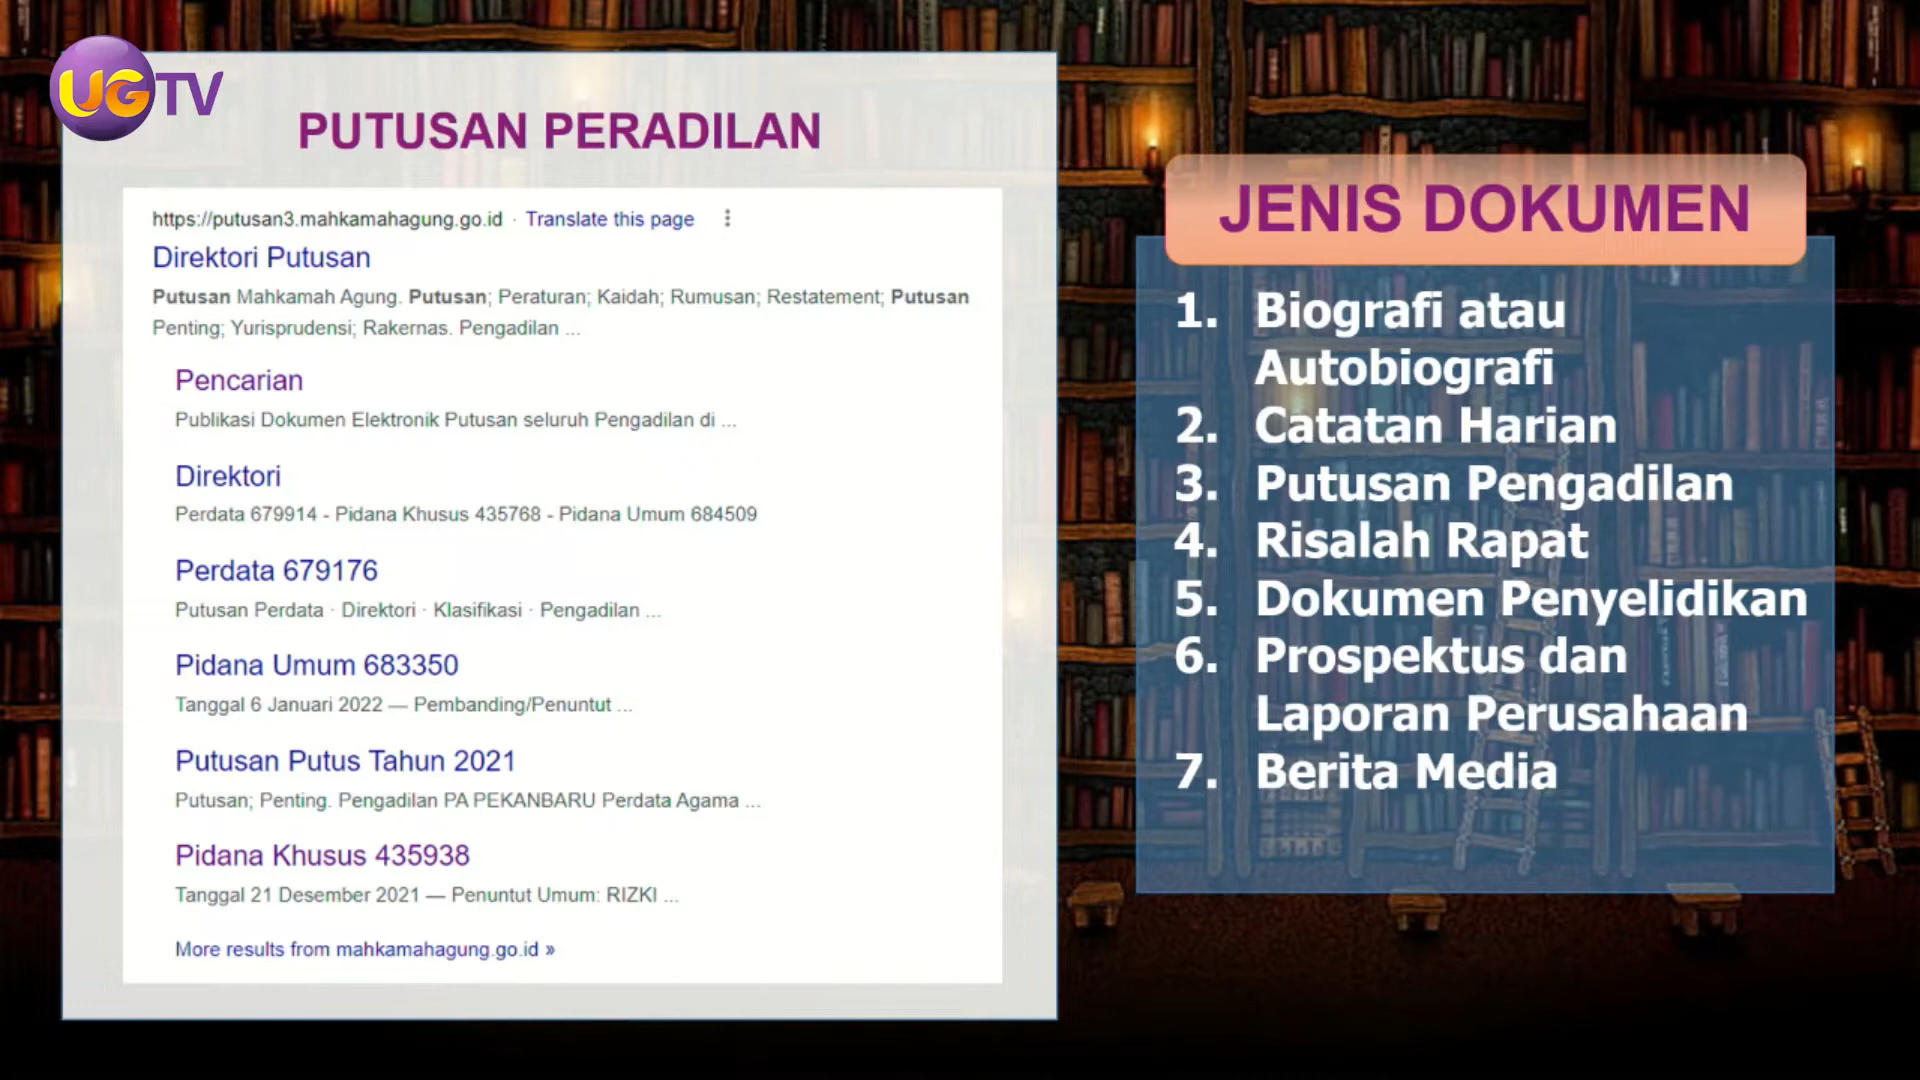 UGTV
PUTUSAN PERADILAN
https://putusan3.mahkamahagung.go.id · Translate this page
Direktori Putusan
Putusan Mahkamah Agung. Putusan; Peraturan; Kaidah; Rumusan; Restatement; Putusan
Penting; Yurisprudensi; Rakernas. Pengadilan ...
Pencarian
Publikasi Dokumen Elektronik Putusan seluruh Pengadilan di ...
Direktori
Perdata 679914 - Pidana Khusus 435768 - Pidana Umum 684509
Perdata 679176
Putusan Perdata · Direktori · Klasifikasi · Pengadilan ...
Pidana Umum 683350
Tanggal 6 Januari 2022 — Pembanding/Penuntut ...
Putusan Putus Tahun 2021
Putusan; Penting. Pengadilan PA PEKANBARU Perdata Agama ...
Pidana Khusus 435938
Tanggal 21 Desember 2021 — Penuntut Umum: RIZKI ...
More results from mahkamahagung.go.id »
JENIS DOKUMEN
1. Biografi atau
Autobiografi
2. Catatan Harian
3. Putusan Pengadilan
4. Risalah Rapat
5. Dokumen Penyelidikan
6. Prospektus dan
Laporan Perusahaan
7. Berita Media